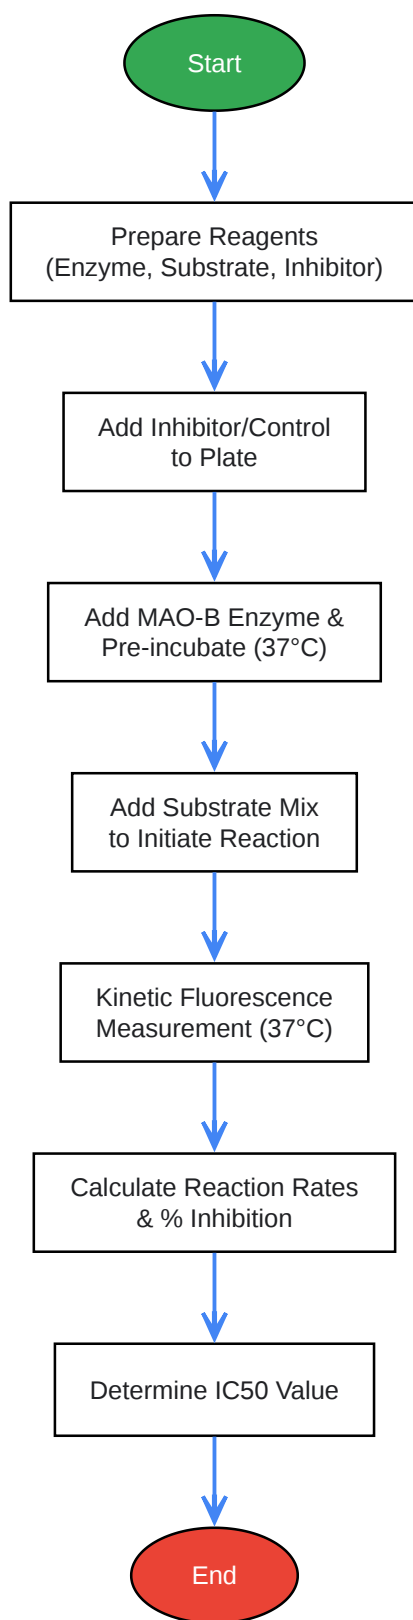 Start
Prepare Reagents
(Enzyme, Substrate, Inhibitor)
Add Inhibitor/Control
to Plate
Add MAO-B Enzyme &
Pre-incubate (37°C)
Add Substrate Mix
to Initiate Reaction
Kinetic Fluorescence
Measurement (37°C)
Calculate Reaction Rates
& % Inhibition
Determine IC50 Value
End